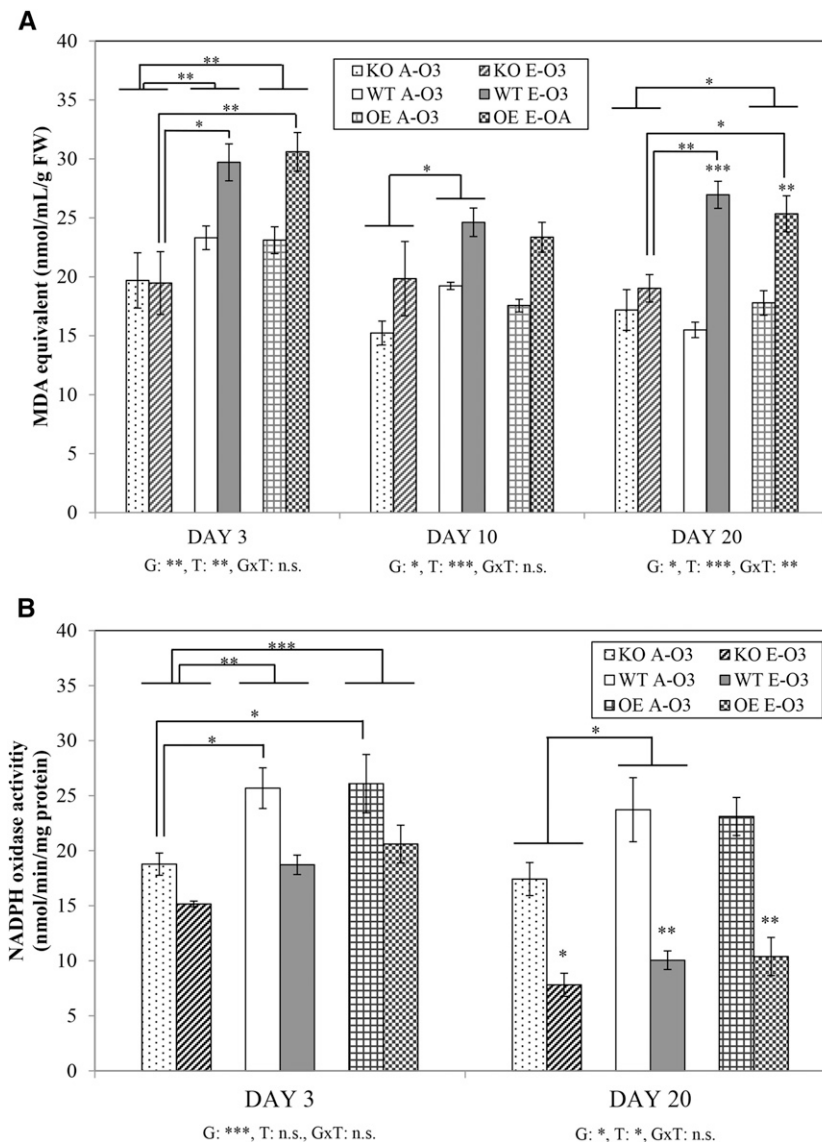 A
MDA equivalent (nmol/mL/g FW)
40
35
30
25
20
15
10
5
0
KO A-O3 KO E-O3
WT A-O3 WT E-O3
OE A-O3 OE E-OA
**
**
**
*
*
*
*
**
***
**
DAY 3 DAY 10 DAY 20
G: **, T: **, GxT: n.s. G: *, T: ***, GxT: n.s. G: *, T: ***, GxT: **
B
NADPH oxidase activitiy
(nmol/min/mg protein)
40
35
30
25
20
15
10
5
0
KO A-O3 KO E-O3
WT A-O3 WT E-O3
OE A-O3 OE E-O3
***
**
*
*
*
*
**
**
DAY 3 DAY 20
G: ***, T: n.s., GxT: n.s. G: *, T: *, GxT: n.s.